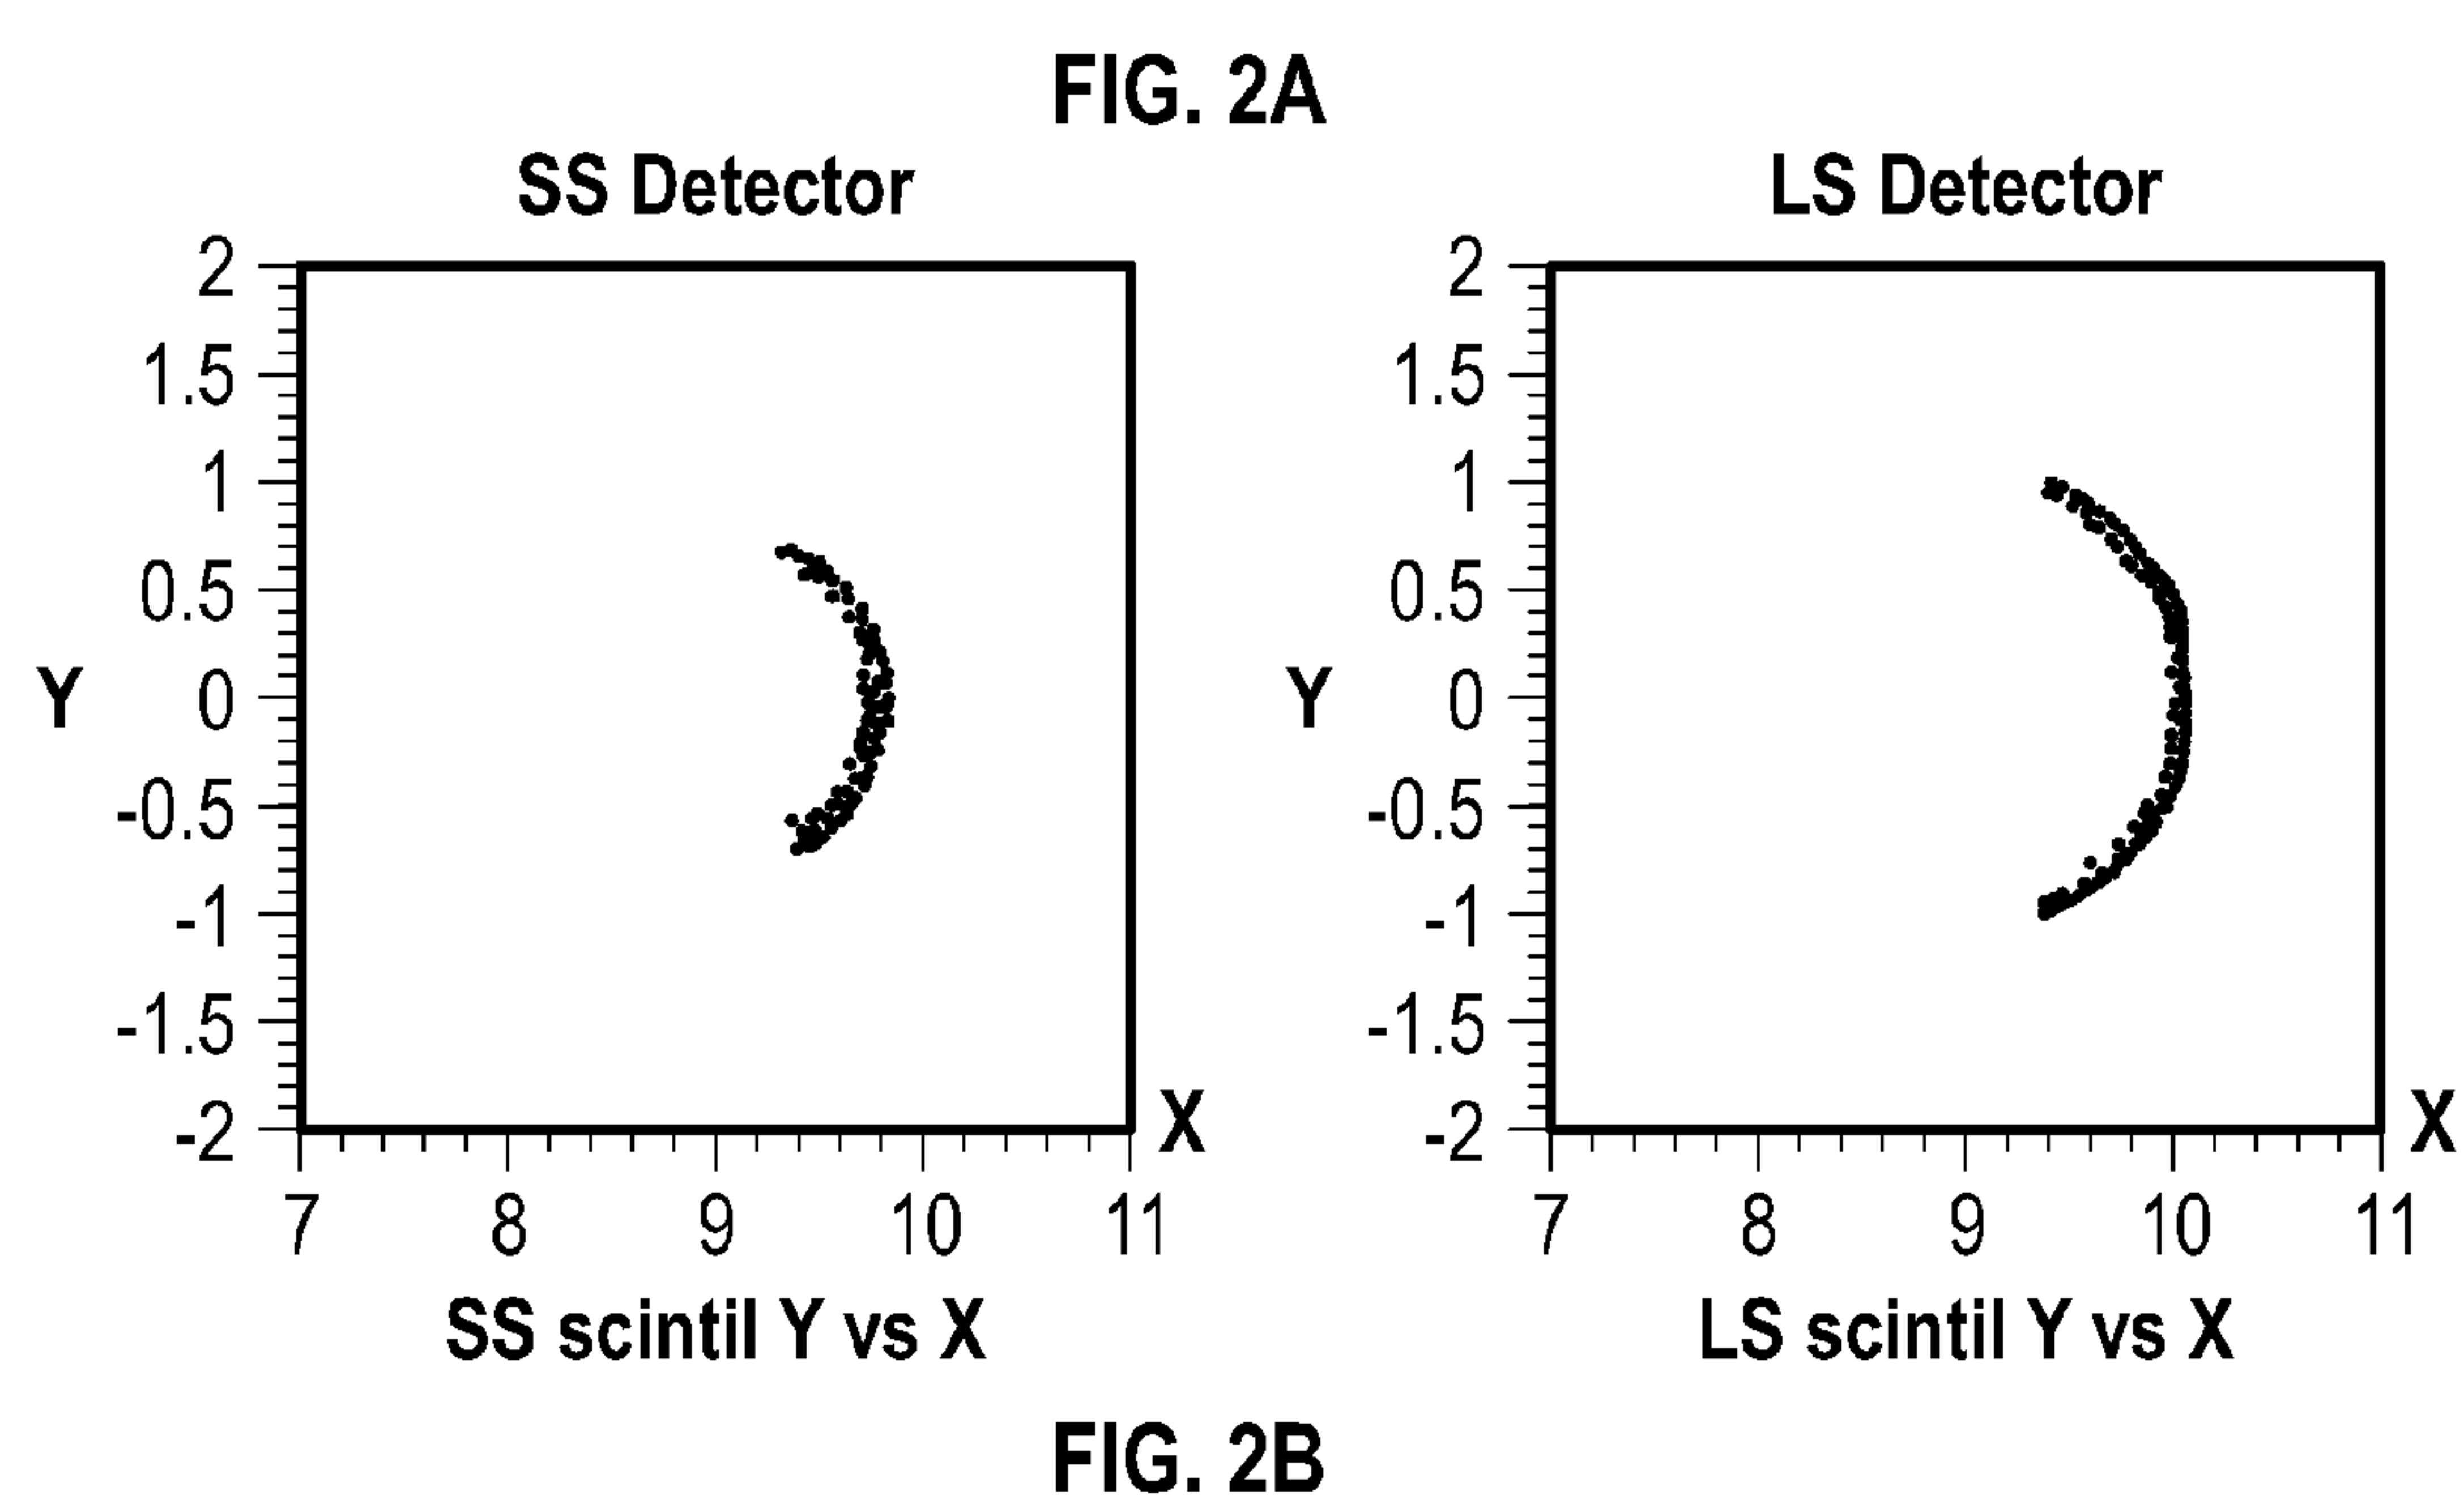 FIG. 2A
SS Detector
LS Detector
2
1.5
1
0.5
Y 0
-0.5
-1
-1.5
-2
X
7 8 9 10 11
SS scintil Y vs X
2
1.5
1
0.5
Y 0
-0.5
-1
-1.5
-2
X
7 8 9 10 11
LS scintil Y vs X
FIG. 2B